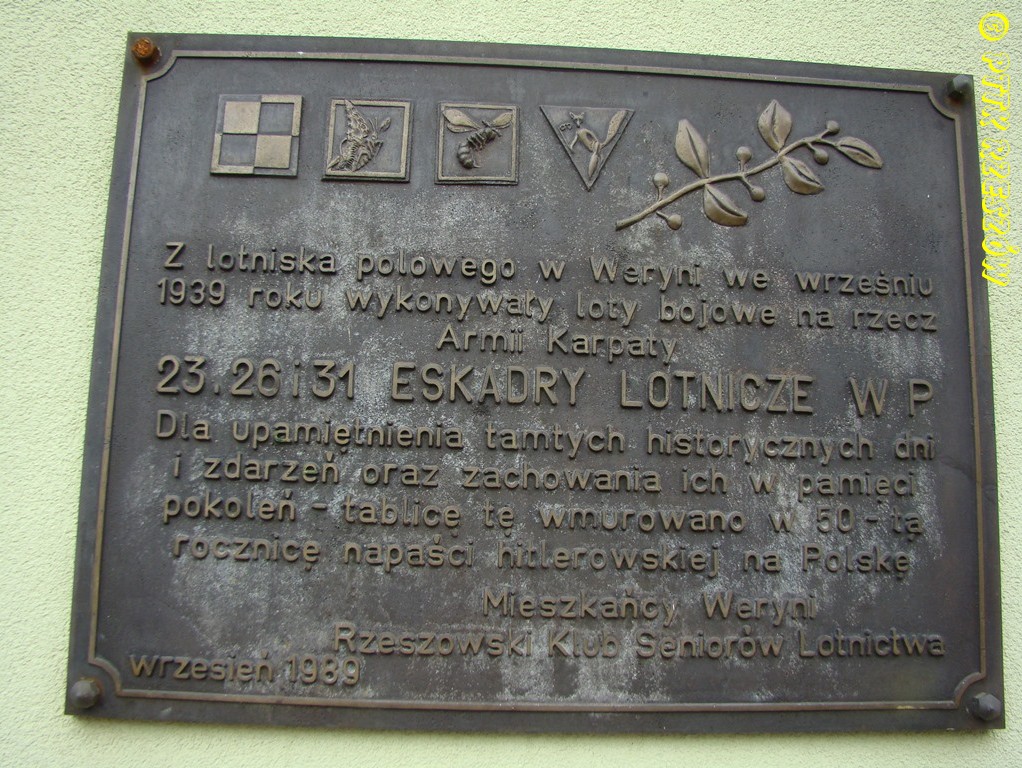 Z lotniska polowego w Weryni we wrześniu
1939 roku wykonywały loty bojowe na rzecz
Armii Karpaty
23.26 i 31 ESKADRY LOTNICZE W P
Dla upamiętnienia tamtych historycznych dni
i zdarzeń oraz zachowania ich w pamięci
pokoleń - tablicę tę wmurowano w 50-tą
rocznicę napaści hitlerowskiej na Polskę
Mieszkańcy Weryni
Rzeszowski Klub Seniorów Lotnictwa
wrzesień 1989
© PTTK RZESZÓW